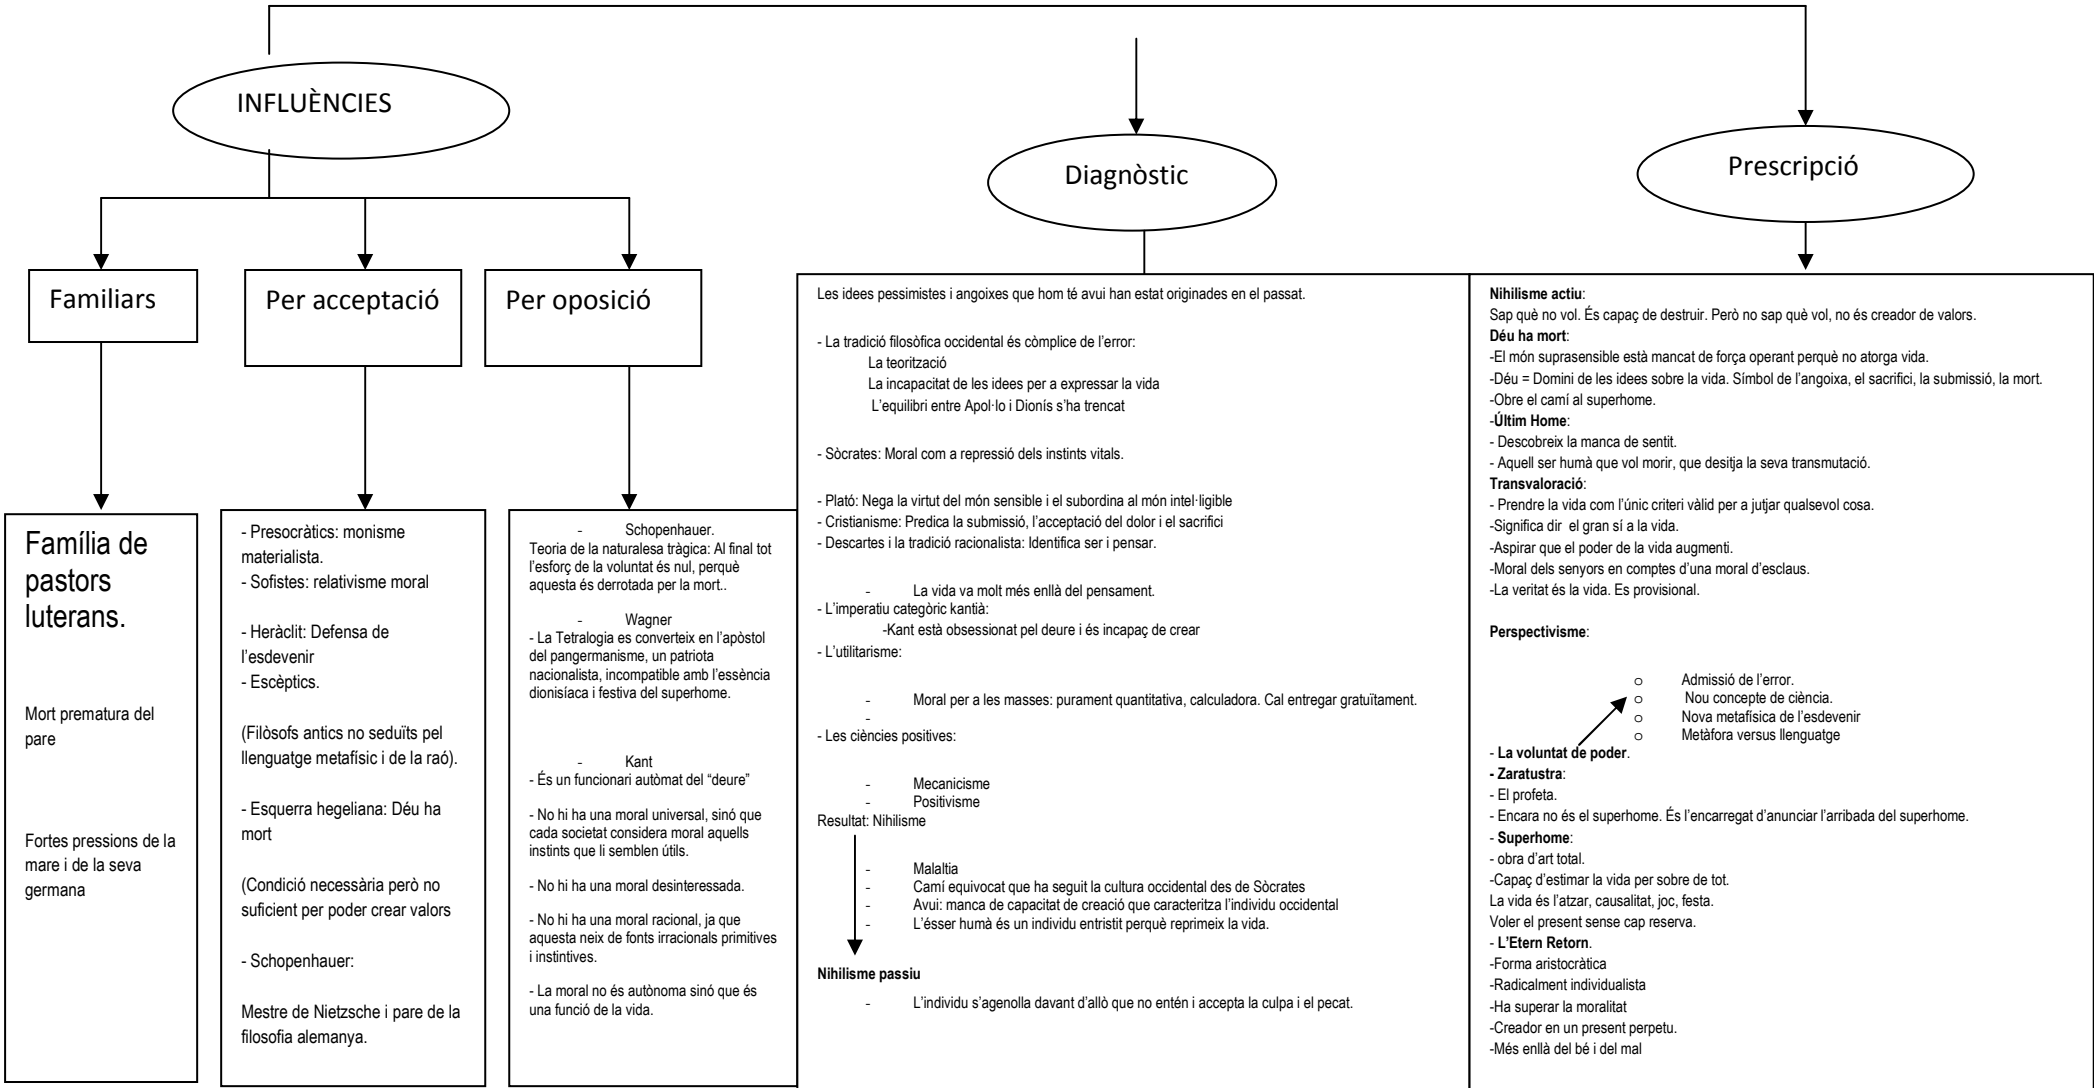 INFLUÈNCIES
Diagnòstic
Prescripció
Familiars
Per acceptació
Per oposició
Família de
pastors
luterans.
Mort prematura del
pare
Fortes pressions de la
mare i de la seva
germana
- Presocràtics: monisme
materialista.
- Sofistes: relativisme moral
- Heràclit: Defensa de
l’esdevenir
- Escèptics.
(Filòsofs antics no seduïts pel
llenguatge metafísic i de la raó).
- Esquerra hegeliana: Déu ha
mort
(Condició necessària però no
suficient per poder crear valors
- Schopenhauer:
Mestre de Nietzsche i pare de la
filosofia alemanya.
- Schopenhauer.
Teoria de la naturalesa tràgica: Al final tot
l’esforç de la voluntat és nul, perquè
aquesta és derrotada per la mort..
- Wagner
- La Tetralogia es converteix en l’apòstol
del pangermanisme, un patriota
nacionalista, incompatible amb l’essència
dionisíaca i festiva del superhome.
- Kant
- És un funcionari autòmat del “deure”
- No hi ha una moral universal, sinó que
cada societat considera moral aquells
instints que li semblen útils.
- No hi ha una moral desinteressada.
- No hi ha una moral racional, ja que
aquesta neix de fonts irracionals primitives
i instintives.
- La moral no és autònoma sinó que és
una funció de la vida.
Les idees pessimistes i angoixes que hom té avui han estat originades en el passat.
- La tradició filosòfica occidental és còmplice de l’error:
La teorització
La incapacitat de les idees per a expressar la vida
L’equilibri entre Apol·lo i Dionís s’ha trencat
- Sòcrates: Moral com a repressió dels instints vitals.
- Plató: Nega la virtut del món sensible i el subordina al món intel·ligible
- Cristianisme: Predica la submissió, l’acceptació del dolor i el sacrifici
- Descartes i la tradició racionalista: Identifica ser i pensar.
- La vida va molt més enllà del pensament.
- L’imperatiu categòric kantià:
-Kant està obsessionat pel deure i és incapaç de crear
- L’utilitarisme:
- Moral per a les masses: purament quantitativa, calculadora. Cal entregar gratuïtament.
-
- Les ciències positives:
- Mecanicisme
- Positivisme
Resultat: Nihilisme
- Malaltia
- Camí equivocat que ha seguit la cultura occidental des de Sòcrates
- Avui: manca de capacitat de creació que caracteritza l’individu occidental
- L’ésser humà és un individu entristit perquè reprimeix la vida.
Nihilisme passiu
- L’individu s’agenolla davant d’allò que no entén i accepta la culpa i el pecat.
Nihilisme actiu:
Sap què no vol. És capaç de destruir. Però no sap què vol, no és creador de valors.
Déu ha mort:
-El món suprasensible està mancat de força operant perquè no atorga vida.
-Déu = Domini de les idees sobre la vida. Símbol de l’angoixa, el sacrifici, la submissió, la mort.
-Obre el camí al superhome.
-Últim Home:
- Descobreix la manca de sentit.
- Aquell ser humà que vol morir, que desitja la seva transmutació.
Transvaloració:
- Prendre la vida com l’únic criteri vàlid per a jutjar qualsevol cosa.
-Significa dir el gran sí a la vida.
-Aspirar que el poder de la vida augmenti.
-Moral dels senyors en comptes d’una moral d’esclaus.
-La veritat és la vida. Es provisional.
Perspectivisme:
o Admissió de l’error.
o Nou concepte de ciència.
o Nova metafísica de l’esdevenir
o Metàfora versus llenguatge
- La voluntat de poder.
- Zaratustra:
- El profeta.
- Encara no és el superhome. És l’encarregat d’anunciar l’arribada del superhome.
- Superhome:
- obra d’art total.
-Capaç d’estimar la vida per sobre de tot.
La vida és l’atzar, causalitat, joc, festa.
Voler el present sense cap reserva.
- L’Etern Retorn.
-Forma aristocràtica
-Radicalment individualista
-Ha superar la moralitat
-Creador en un present perpetu.
-Més enllà del bé i del mal